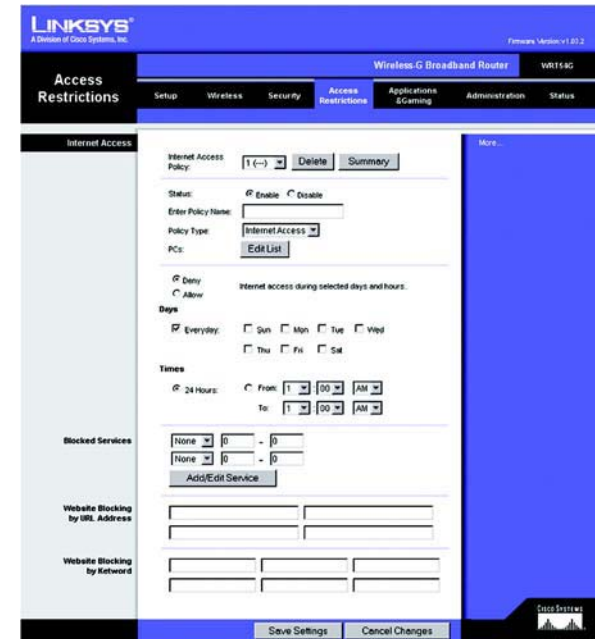 LINKSYS®
A Division of Cisco Systems, Inc.
Firmware Version: v1.03.2
Wireless-G Broadband Router WRT54G
Access Restrictions
Setup Wireless Security Access Restrictions Applications & Gaming Administration Status
Internet Access
More...
Internet Access Policy: 1 (---) Delete Summary
Status: Enable Disable
Enter Policy Name:
Policy Type: Internet Access
PCs: Edit List
Deny
Allow
Internet access during selected days and hours.
Days
Everyday: Sun Mon Tue Wed
Thu Fri Sat
Times
24 Hours: From: 1 : 00 AM
To: 1 : 00 AM
Blocked Services
None 0 - 0
None 0 - 0
Add/Edit Service
Website Blocking by URL Address
Website Blocking by Ketword
Save Settings Cancel Changes
CISCO SYSTEMS